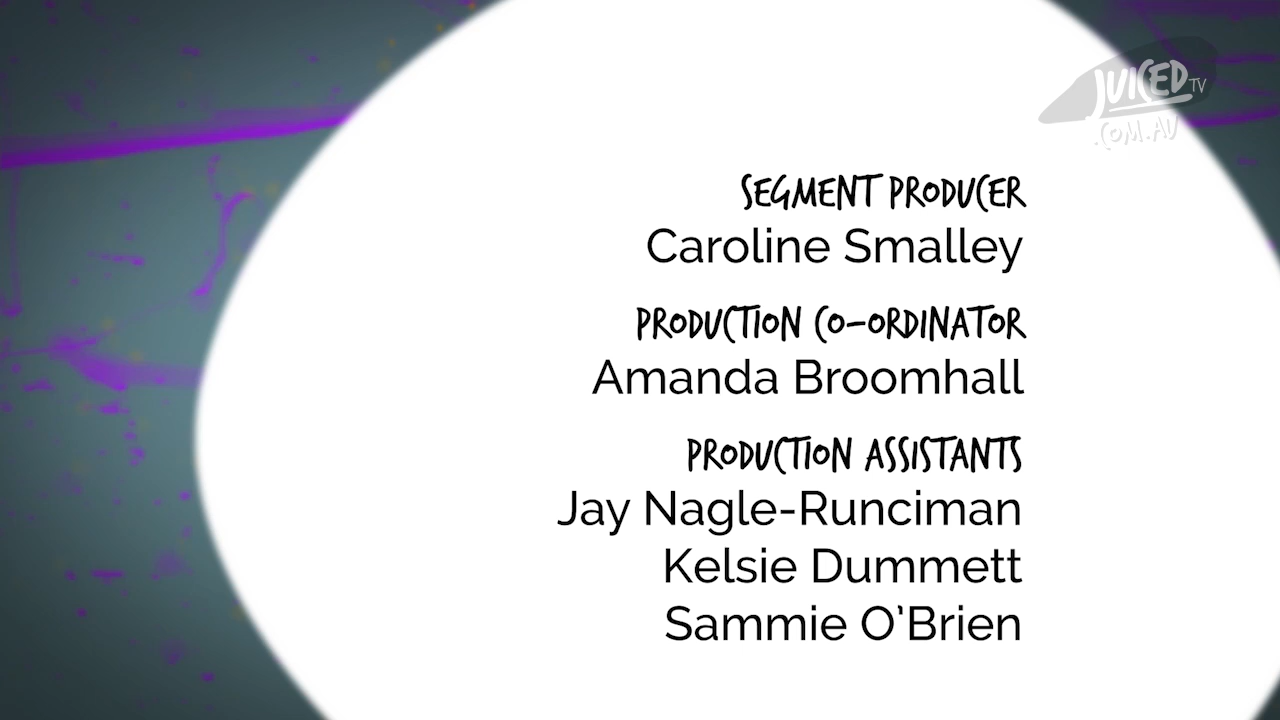 JUICED TV
.COM.AU
SEGMENT PRODUCER
Caroline Smalley
PRODUCTION CO-ORDINATOR
Amanda Broomhall
PRODUCTION ASSISTANTS
Jay Nagle-Runciman
Kelsie Dummett
Sammie O'Brien